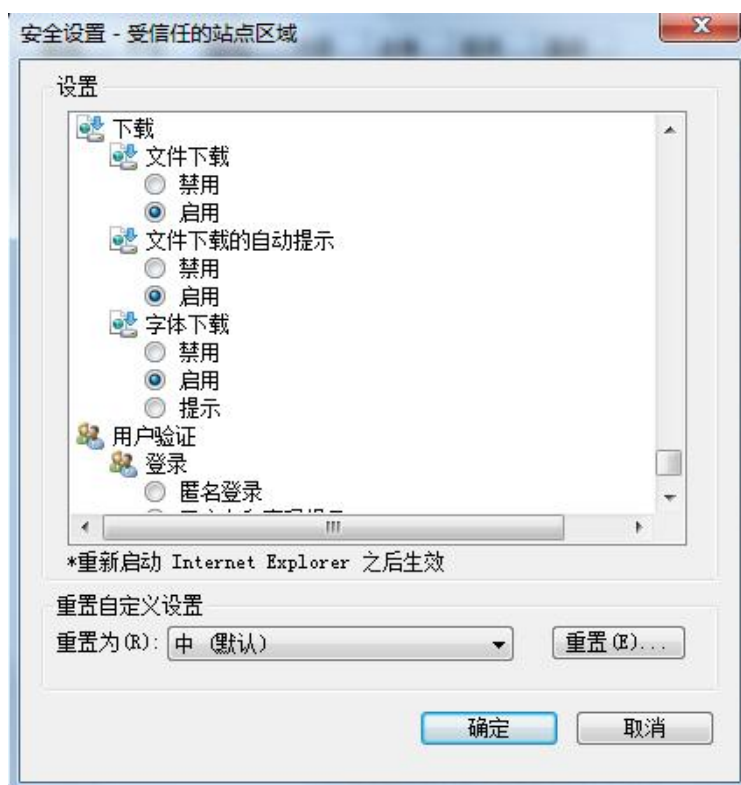 安全设置 - 受信任的站点区域
设置
下载
文件下载
禁用
启用
文件下载的自动提示
禁用
启用
字体下载
禁用
启用
提示
用户验证
登录
匿名登录
*重新启动 Internet Explorer 之后生效
重置自定义设置
重置为(R): 中 (默认) 重置(E)...
确定 取消